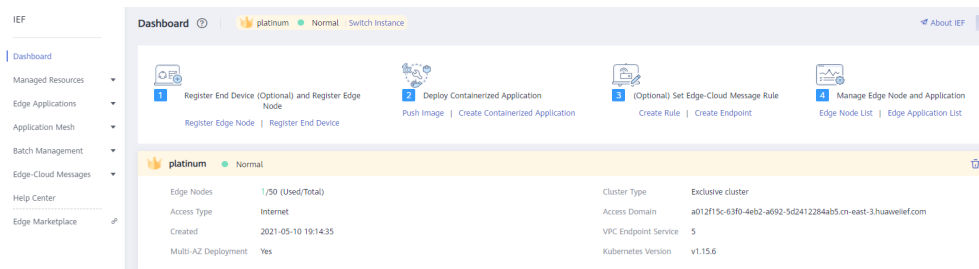 IEF
Dashboard
platinum Normal Switch Instance
About IEF
Dashboard
Managed Resources
Edge Applications
Application Mesh
Batch Management
Edge-Cloud Messages
Help Center
Edge Marketplace
1 Register End Device (Optional) and Register Edge
Node
Register Edge Node | Register End Device
2 Deploy Containerized Application
Push Image | Create Containerized Application
3 (Optional) Set Edge-Cloud Message Rule
Create Rule | Create Endpoint
4 Manage Edge Node and Application
Edge Node List | Edge Application List
platinum Normal
Edge Nodes 1/50 (Used/Total)
Access Type Internet
Created 2021-05-10 19:14:35
Multi-AZ Deployment Yes
Cluster Type Exclusive cluster
Access Domain a012f15c-63f0-4eb2-a692-5d2412284ab5.cn-east-3.huaweiief.com
VPC Endpoint Service 5
Kubernetes Version v1.15.6